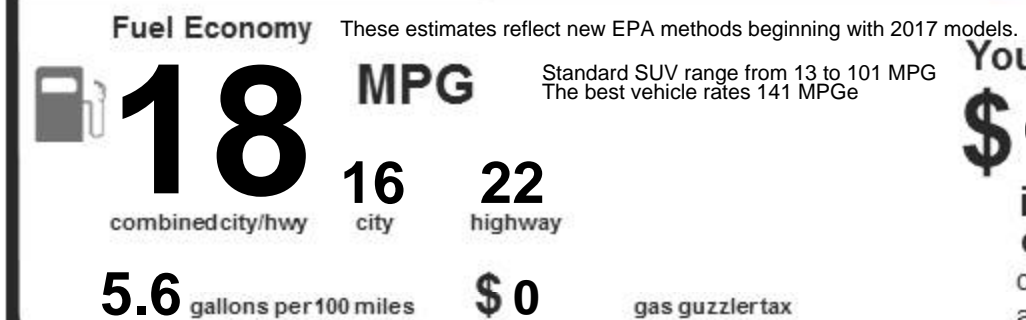 Fuel Economy These estimates reflect new EPA methods beginning with 2017 models.
18 MPG Standard SUV range from 13 to 101 MPG
The best vehicle rates 141 MPGe
16 22
combined city/hwy city highway
5.6 gallons per 100 miles $ 0 gas guzzler tax
You
$